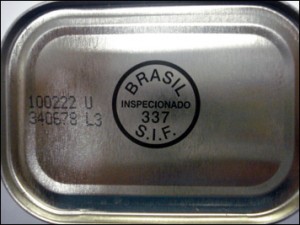 100222 U
340678 L3
BRASIL
INSPECIONADO
337
S.I.F.